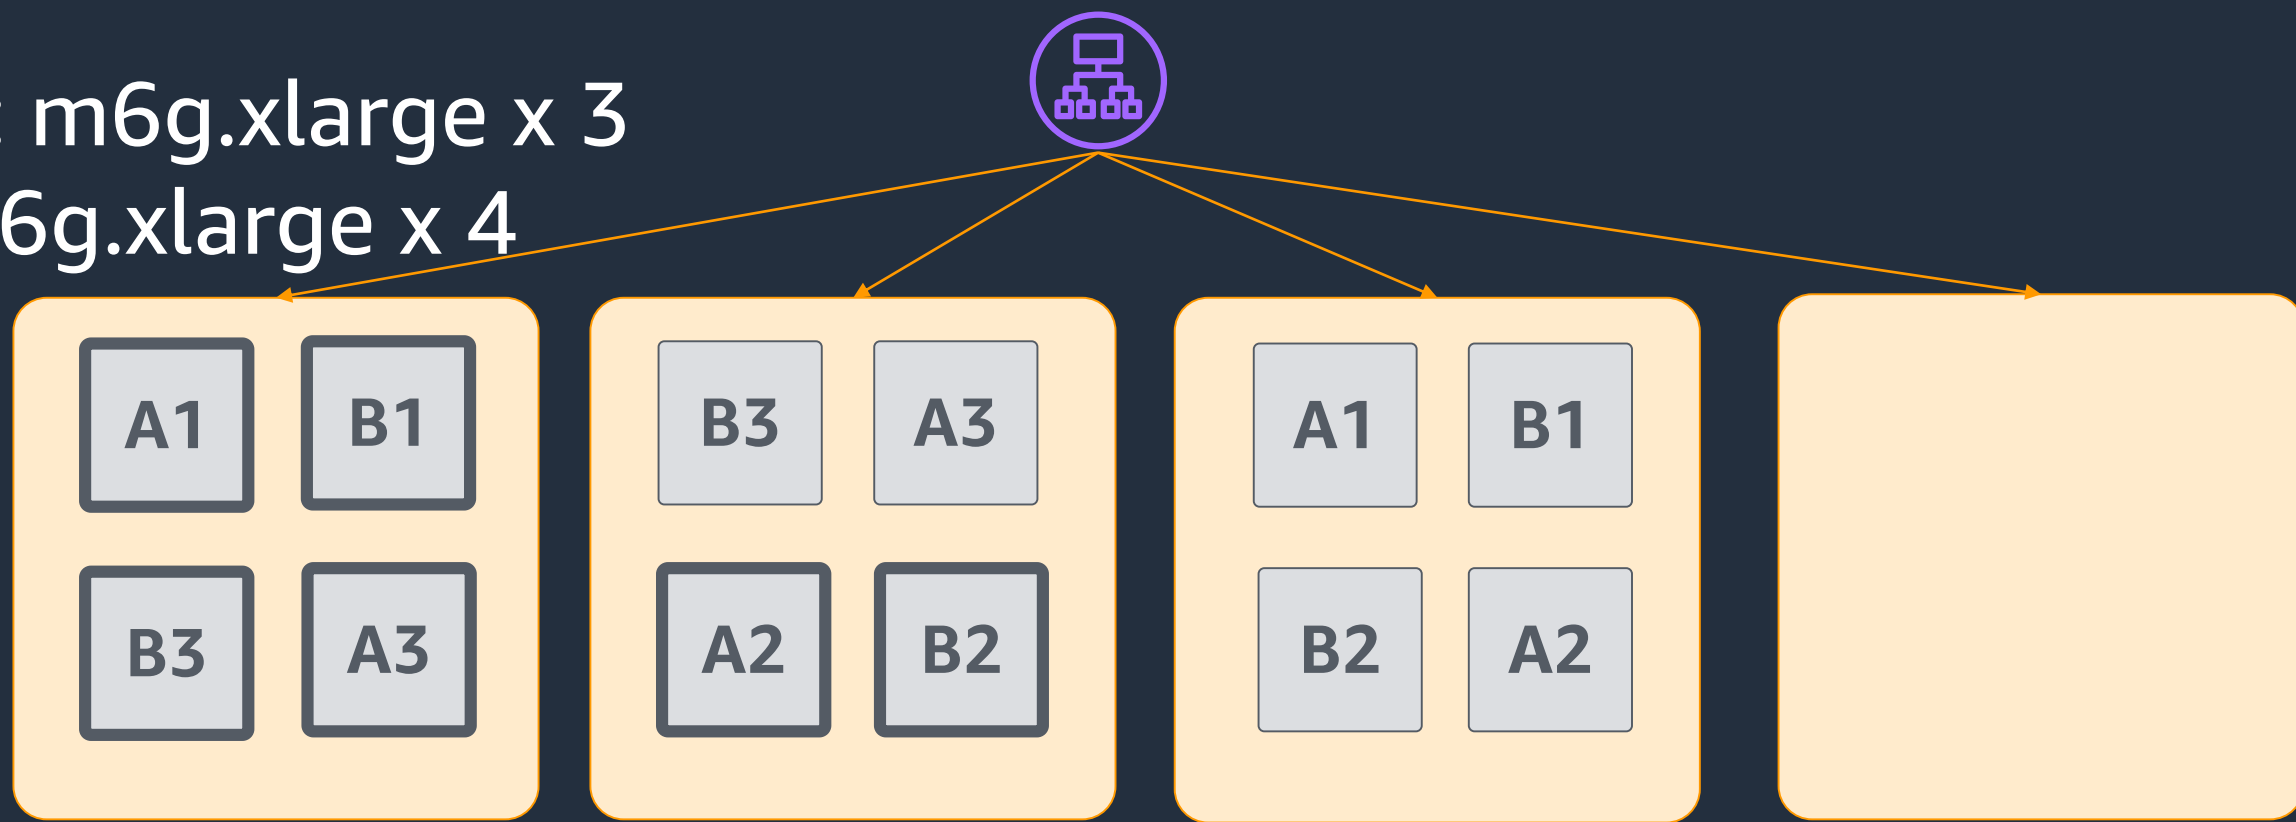 : m6g.xlarge x 3
6g.xlarge x 4
A1 B1 B3 A3 A1 B1
B3 A3 A2 B2 B2 A2